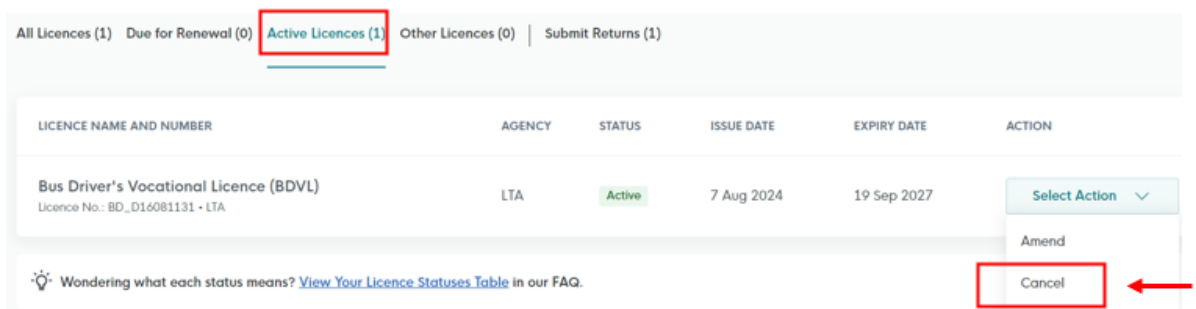 All Licences (1) Due for Renewal (0) Active Licences (1) Other Licences (0) Submit Returns (1)
LICENCE NAME AND NUMBER AGENCY STATUS ISSUE DATE EXPIRY DATE ACTION
Bus Driver's Vocational Licence (BDVL) LTA Active 7 Aug 2024 19 Sep 2027 Select Action
Licence No.: BD_D16081131 • LTA
Amend
Wondering what each status means? View Your Licence Statuses Table in our FAQ.
Cancel